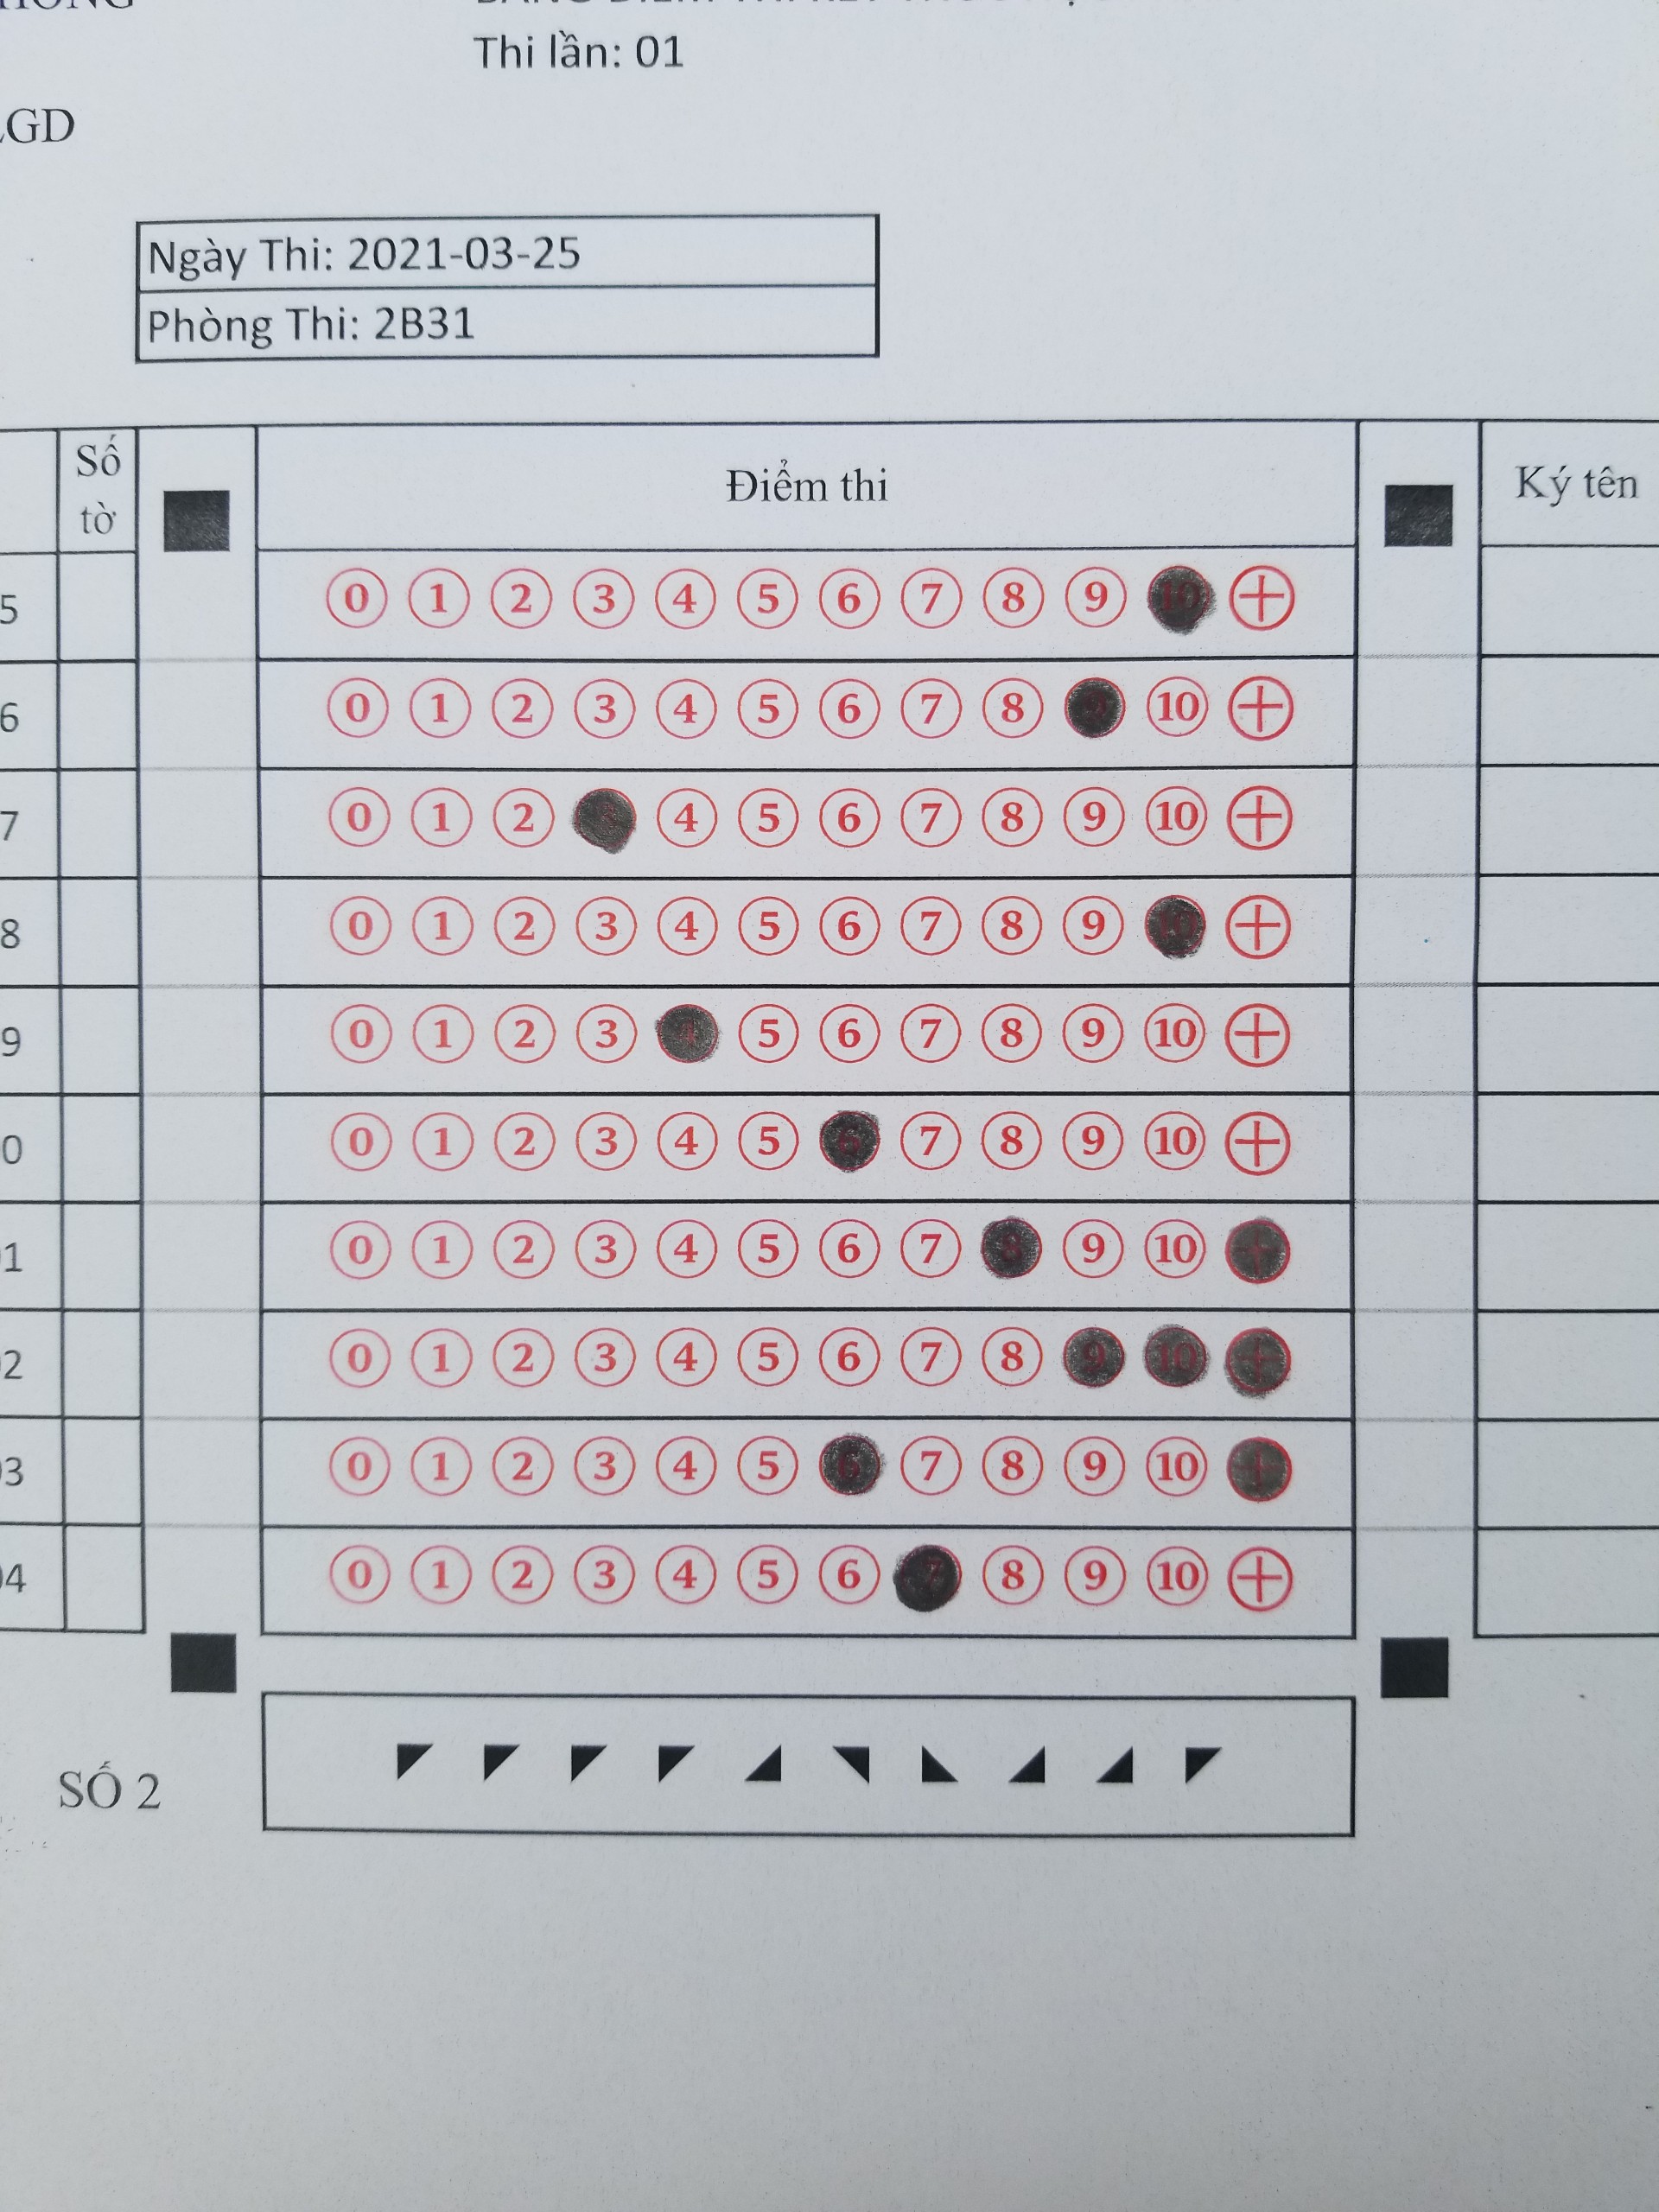 Thi lần: 01
GD
Ngày Thi: 2021-03-25
Phòng Thi: 2B31
Số tờ Điểm thi Ký tên
5 0 1 2 3 4 5 6 7 8 9 10 +
6 0 1 2 3 4 5 6 7 8 9 10 +
7 0 1 2 3 4 5 6 7 8 9 10 +
8 0 1 2 3 4 5 6 7 8 9 10 +
9 0 1 2 3 4 5 6 7 8 9 10 +
0 0 1 2 3 4 5 6 7 8 9 10 +
1 0 1 2 3 4 5 6 7 8 9 10 +
2 0 1 2 3 4 5 6 7 8 9 10 +
3 0 1 2 3 4 5 6 7 8 9 10 +
4 0 1 2 3 4 5 6 7 8 9 10 +
SỐ 2